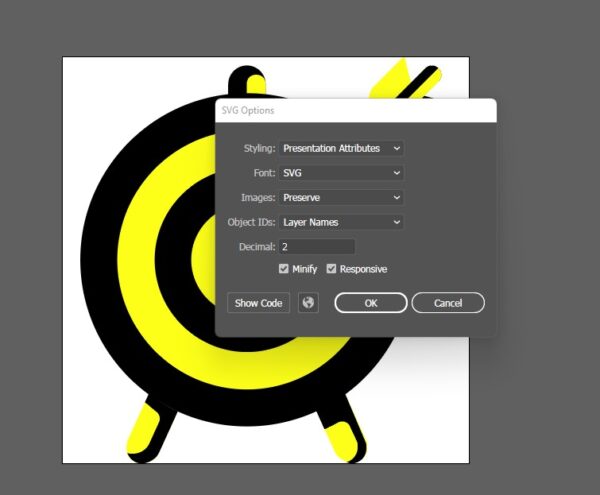 SVG Options
Styling: Presentation Attributes
Font: SVG
Images: Preserve
Object IDs: Layer Names
Decimal: 2
Minify Responsive
Show Code OK Cancel